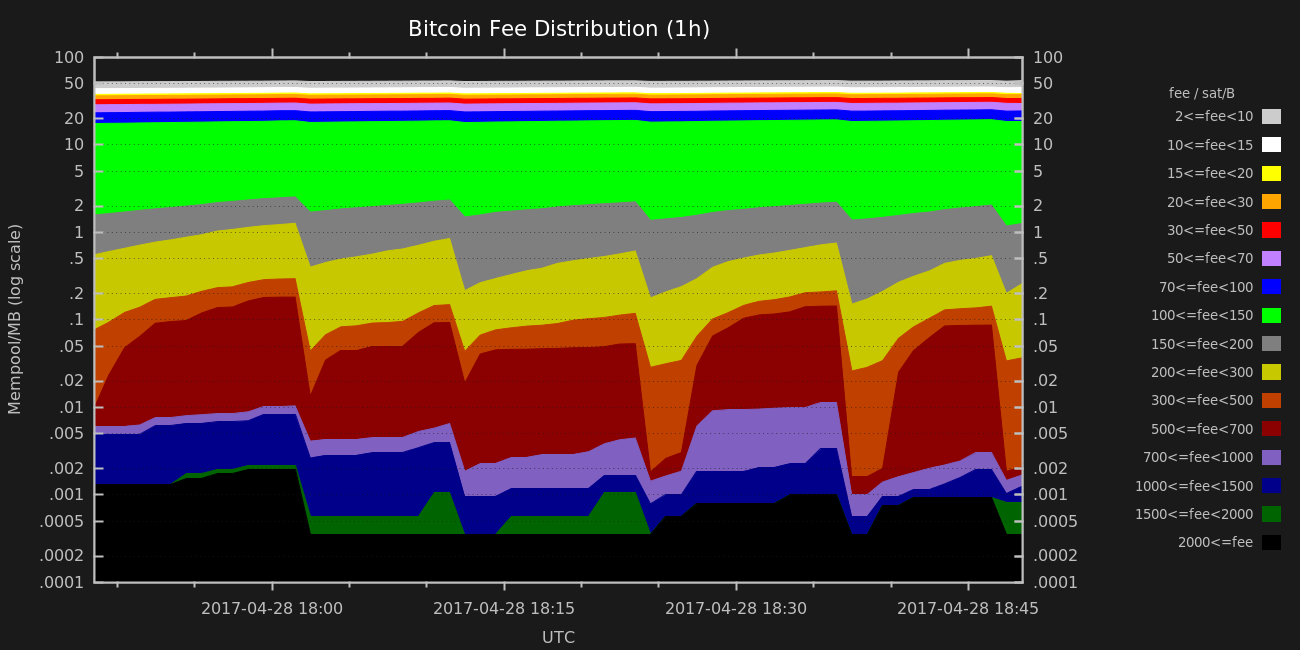 Bitcoin Fee Distribution (1h)
Mempool/MB (log scale)
100
50
20
10
5
2
1
.5
.2
.1
.05
.02
.01
.005
.002
.001
.0005
.0002
.0001
100
50
20
10
5
2
1
.5
.2
.1
.05
.02
.01
.005
.002
.001
.0005
.0002
.0001
fee / sat/B
2<=fee<10
10<=fee<15
15<=fee<20
20<=fee<30
30<=fee<50
50<=fee<70
70<=fee<100
100<=fee<150
150<=fee<200
200<=fee<300
300<=fee<500
500<=fee<700
700<=fee<1000
1000<=fee<1500
1500<=fee<2000
2000<=fee
2017-04-28 18:00
2017-04-28 18:15
2017-04-28 18:30
2017-04-28 18:45
UTC